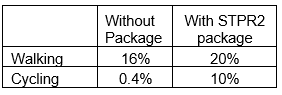 Without Package With STPR2 package
Walking 16% 20%
Cycling 0.4% 10%